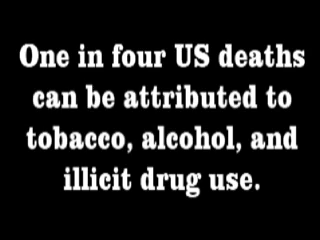 One in four US deaths
can be attributed to
tobacco, alcohol, and
illicit drug use.